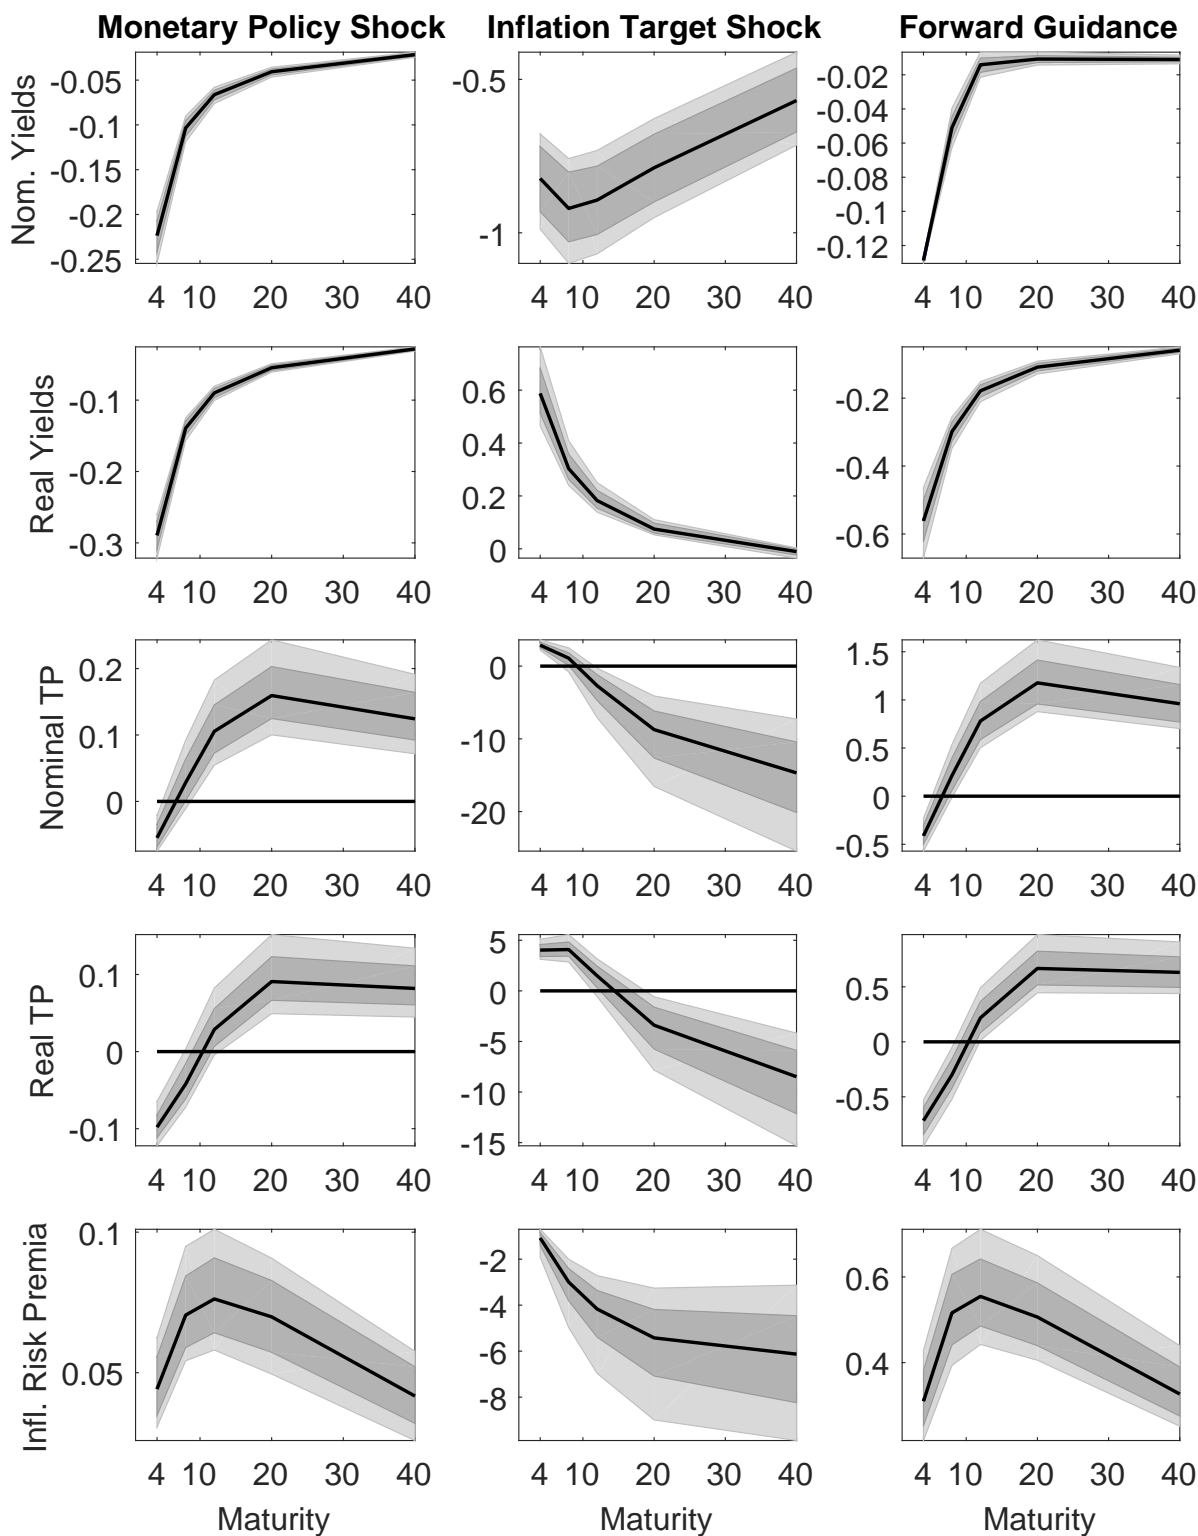 Monetary Policy Shock Inflation Target Shock Forward Guidance
Nom. Yields
-0.05
-0.1
-0.15
-0.2
-0.25
4 10 20 30 40
-0.5
-1
4 10 20 30 40
-0.02
-0.04
-0.06
-0.08
-0.1
-0.12
4 10 20 30 40
Real Yields
-0.1
-0.2
-0.3
4 10 20 30 40
0.6
0.4
0.2
0
4 10 20 30 40
-0.2
-0.4
-0.6
4 10 20 30 40
Nominal TP
0.2
0.1
0
4 10 20 30 40
0
-10
-20
4 10 20 30 40
1.5
1
0.5
0
-0.5
4 10 20 30 40
Real TP
0.1
0
-0.1
4 10 20 30 40
5
0
-5
-10
-15
4 10 20 30 40
0.5
0
-0.5
4 10 20 30 40
Infl. Risk Premia
0.1
0.05
4 10 20 30 40
Maturity
-2
-4
-6
-8
4 10 20 30 40
Maturity
0.6
0.4
4 10 20 30 40
Maturity